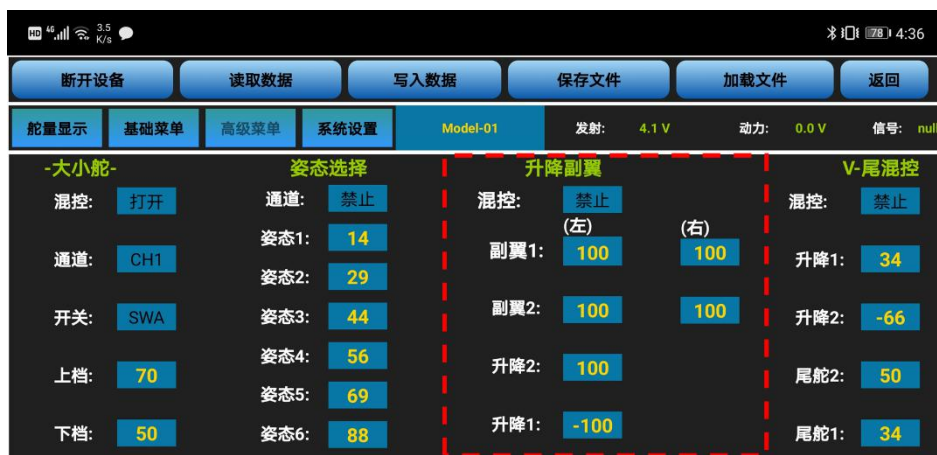 HD 4G 3.5 K/s 78 4:36
断开设备 读取数据 写入数据 保存文件 加载文件 返回
舵量显示 基础菜单 高级菜单 系统设置 Model-01 发射: 4.1 V 动力: 0.0 V 信号: null
-大小舵- 姿态选择 升降副翼 V-尾混控
混控: 打开 通道: 禁止 混控: 禁止 混控: 禁止
(左) (右)
通道: CH1 姿态1: 14 副翼1: 100 100 升降1: 34
姿态2: 29
开关: SWA 姿态3: 44 副翼2: 100 100 升降2: -66
上档: 70 姿态4: 56 升降2: 100 尾舵2: 50
姿态5: 69
下档: 50 姿态6: 88 升降1: -100 尾舵1: 34